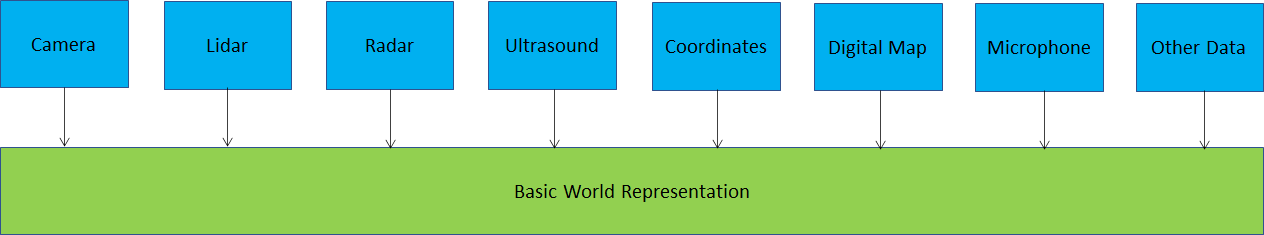 Camera
Lidar
Radar
Ultrasound
Coordinates
Digital Map
Microphone
Other Data
Basic World Representation